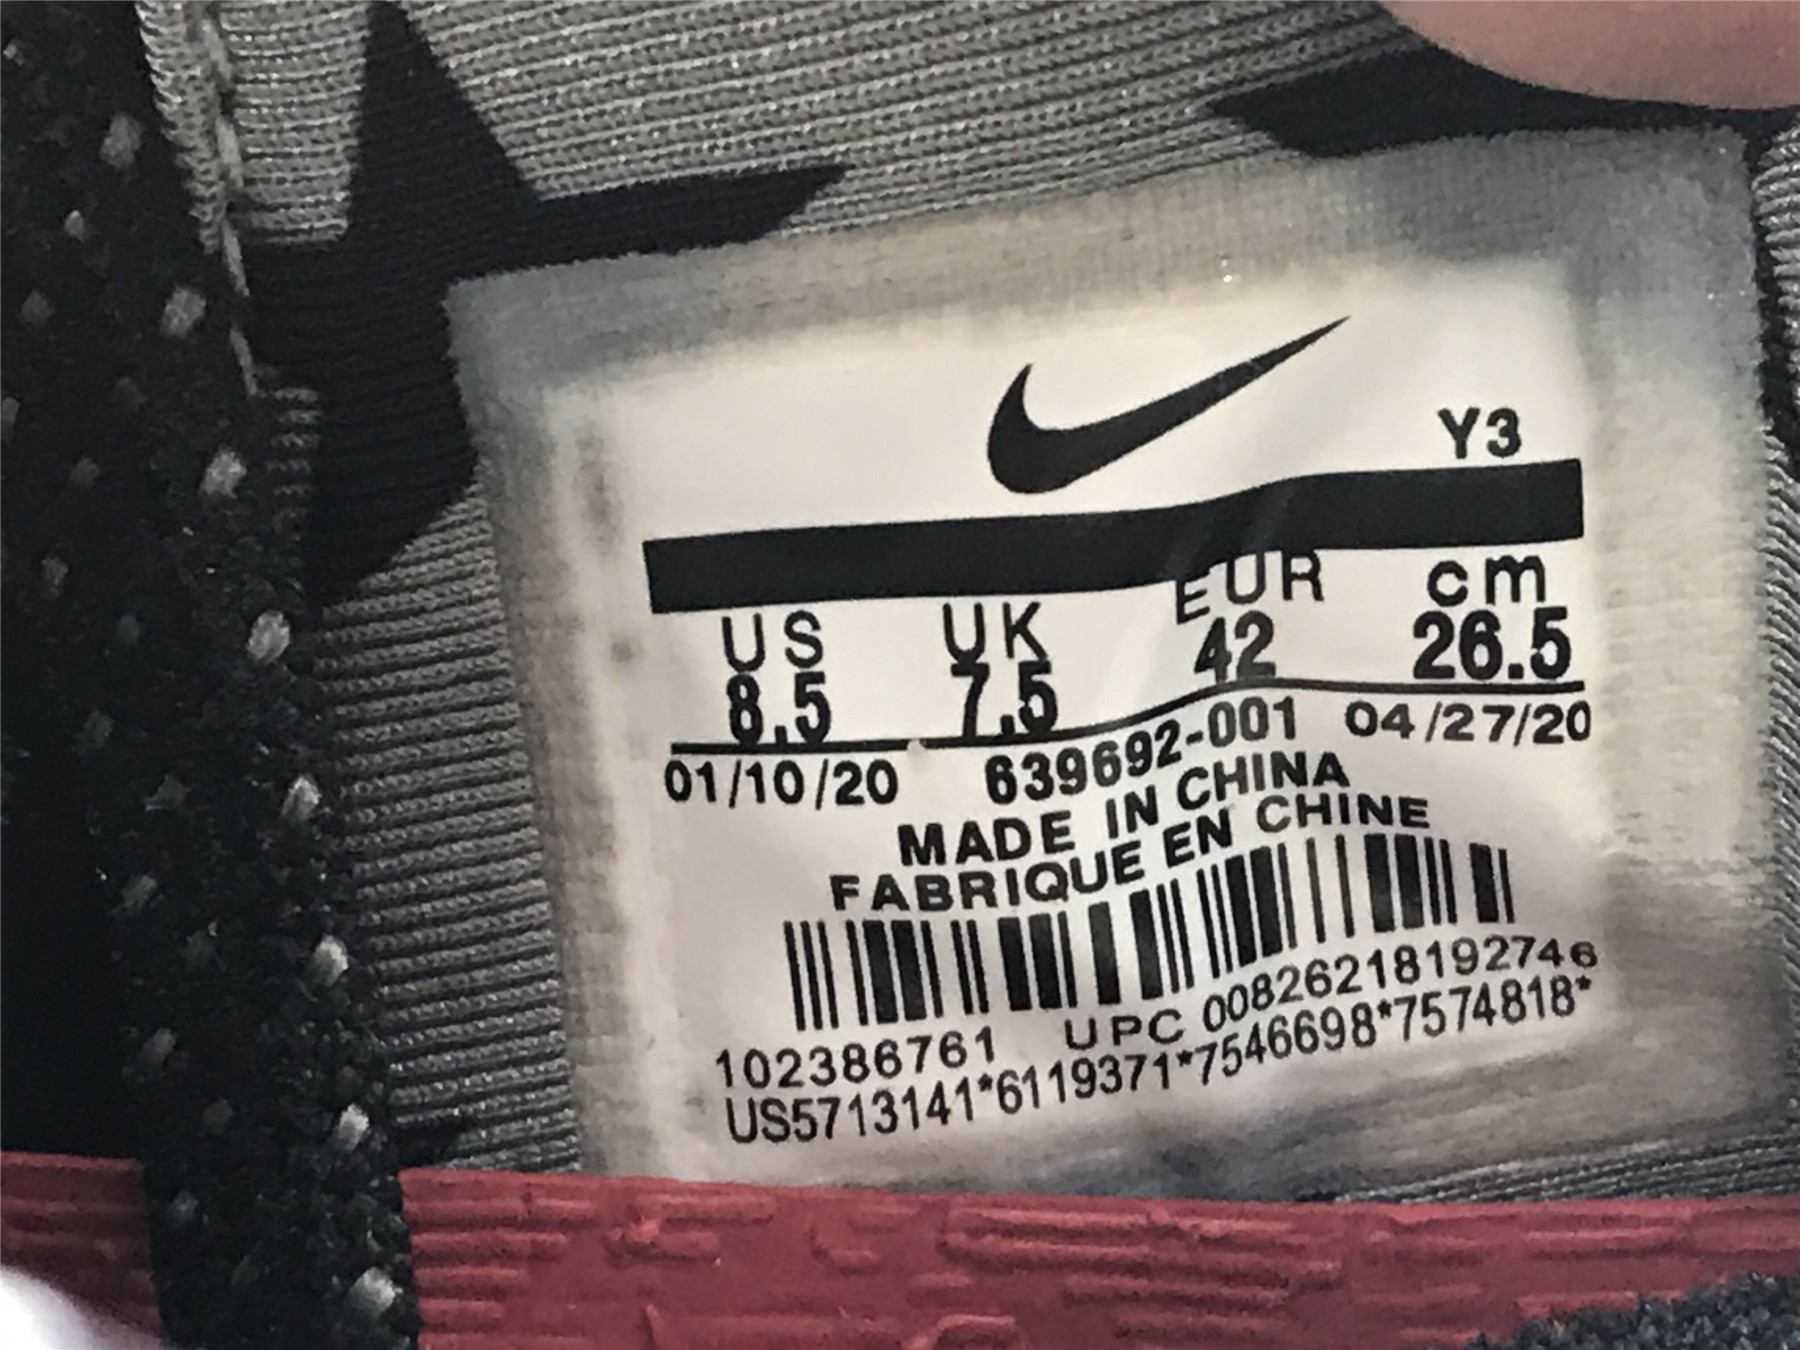 Y3
US UK EUR cm
8.5 7.5 42 26.5
01/10/20 639692-001 04/27/20
MADE IN CHINA
FABRIQUE EN CHINE
102386761 UPC 00826218192746
US5713141*6119371*7546698*7574818*